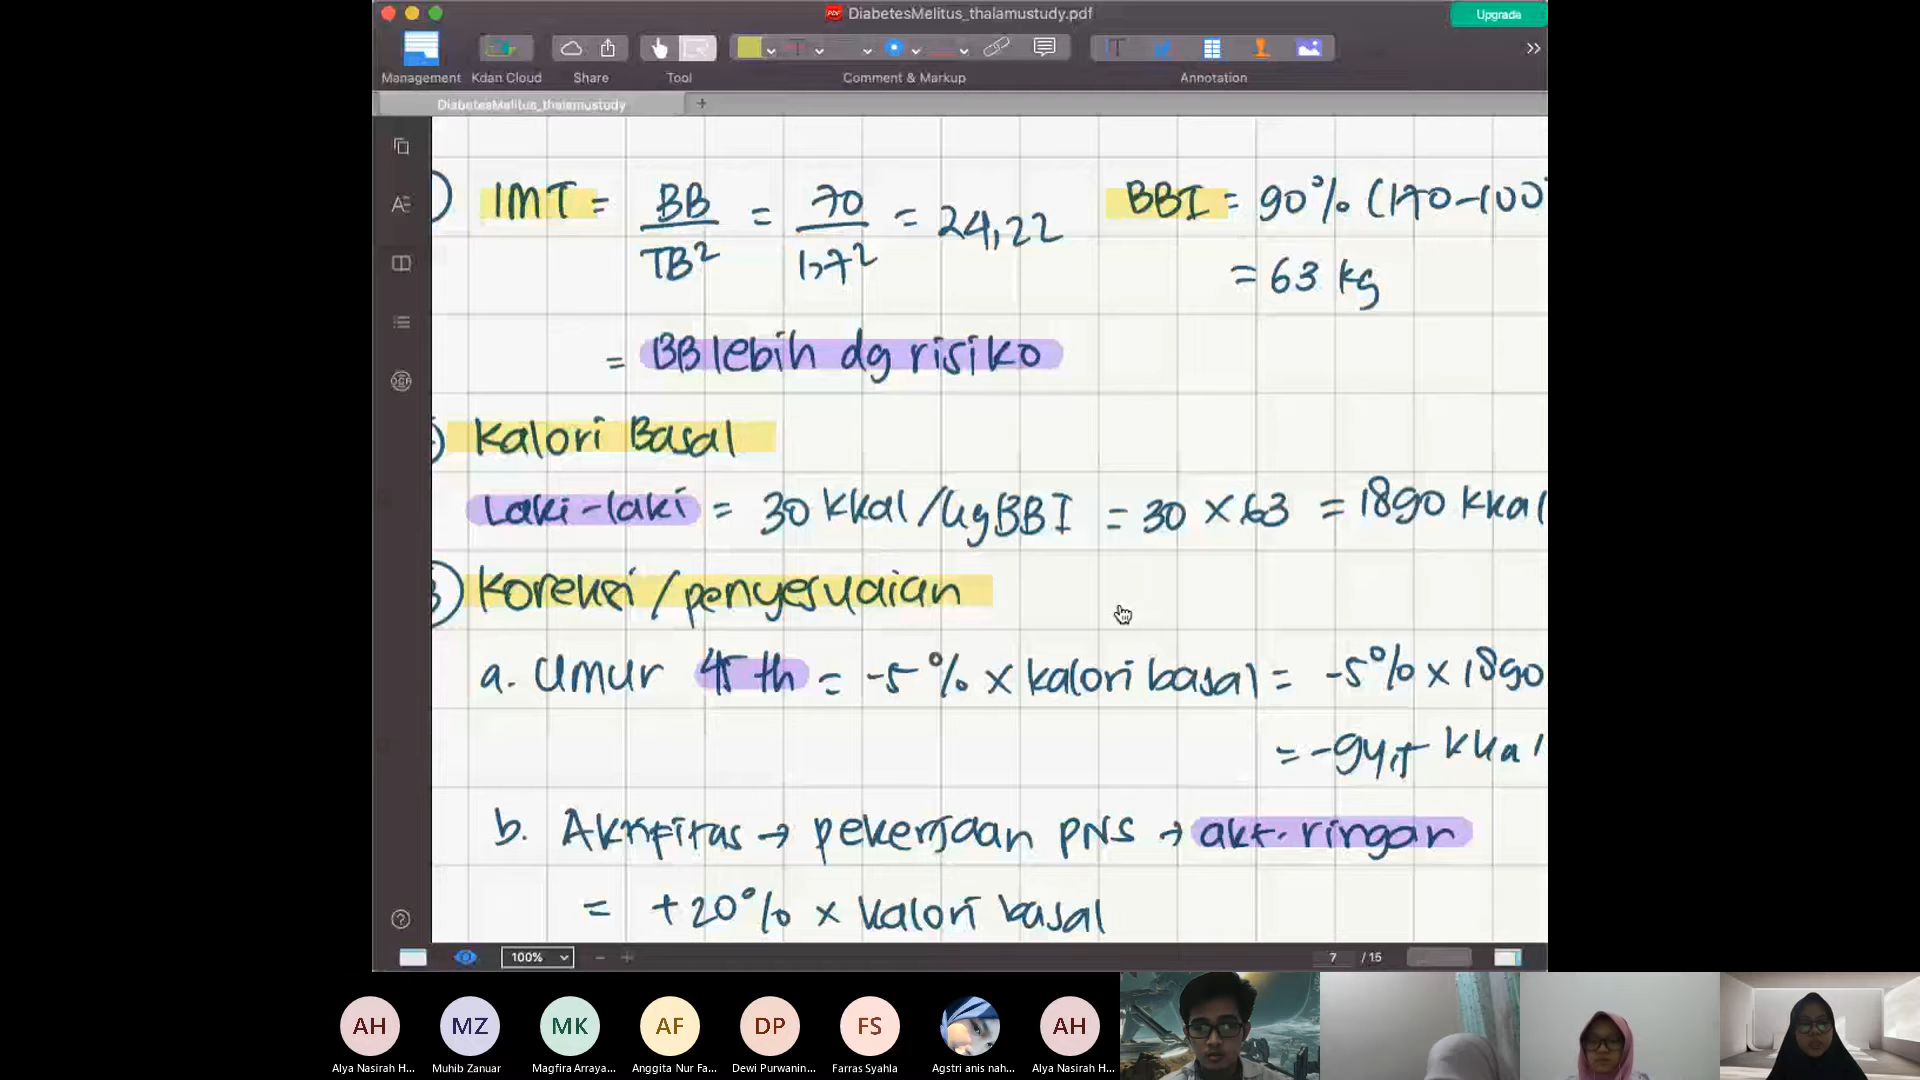 DiabetesMelitus_thalamustudy.pdf
Upgrade
Management
Kdan Cloud
Share
Tool
Comment & Markup
Annotation
DiabetesMelitus_thalamustudy
IMT = BB/TB² = 70/1,7² = 24,22
BBI = 90% (170-100)
= 63 kg
= BB lebih dg risiko
Kalori Basal
Laki-laki = 30 kkal/kgBBI = 30 x 63 = 1890 kkal
3) Koreksi / penyesuaian
a. Umur 45 th = -5% x kalori basal = -5% x 1890
= -94,5 kkal
b. Aktifitas → pekerjaan PNS → akt. ringan
= +20% x kalori basal
OCR
100%
7 / 15
AH
MZ
MK
AF
DP
FS
AH
Alya Nasirah H...
Muhib Zanuar
Magfira Arraya...
Anggita Nur Fa...
Dewi Purwanin...
Farras Syahla
Agstri anis nah...
Alya Nasirah H...